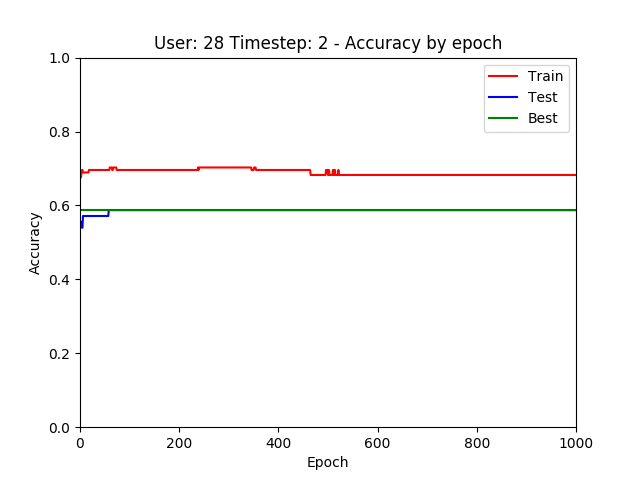 User: 28 Timestep: 2 - Accuracy by epoch
1.0
0.8
0.6
0.4
0.2
0.0
Accuracy
Train
Test
Best
0 200 400 600 800 1000
Epoch